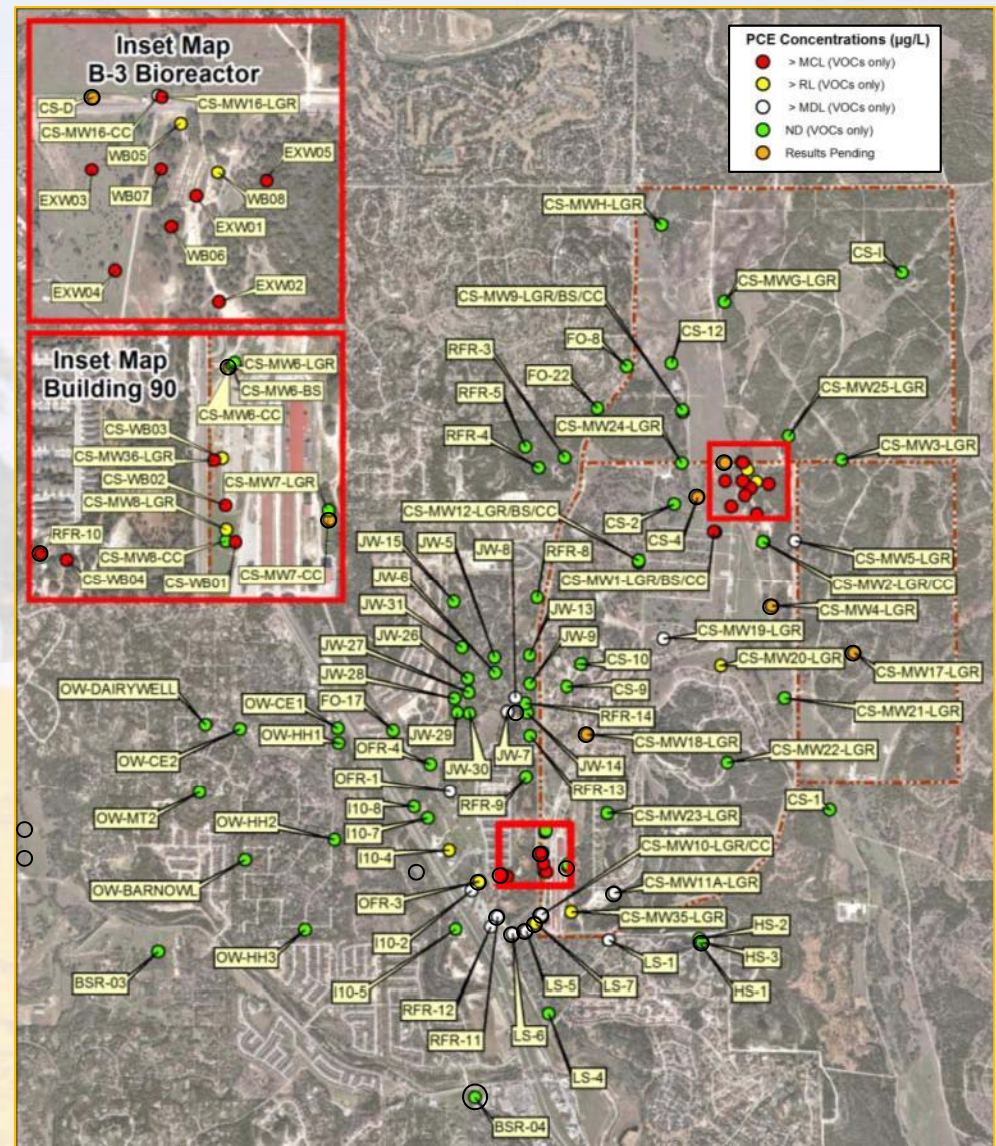 Inset Map
B-3 Bioreactor
CS-D
CS-MW16-LGR
CS-MW16-CC
WB05
EXW05
EXW03
WB07
WB08
EXW01
WB06
EXW04
EXW02
Inset Map
Building 90
CS-MW6-LGR
CS-MW6-BS
CS-MW6-CC
CS-WB03
CS-MW36-LGR
CS-WB02
CS-MW7-LGR
CS-MW8-LGR
RFR-10
CS-MW8-CC
CS-WB04
CS-WB01
CS-MW7-CC
PCE Concentrations (µg/L)
> MCL (VOCs only)
> RL (VOCs only)
> MDL (VOCs only)
ND (VOCs only)
Results Pending
CS-MWH-LGR
CS-I
CS-MWG-LGR
CS-MW9-LGR/BS/CC
CS-12
FO-8
RFR-3
FO-22
CS-MW25-LGR
RFR-5
CS-MW24-LGR
RFR-4
CS-MW3-LGR
CS-MW12-LGR/BS/CC
CS-2
CS-4
JW-15
JW-5
JW-8
RFR-8
CS-MW5-LGR
JW-6
CS-MW1-LGR/BS/CC
CS-MW2-LGR/CC
JW-31
JW-13
CS-MW4-LGR
JW-26
JW-9
CS-MW19-LGR
JW-27
CS-10
CS-MW20-LGR
CS-MW17-LGR
JW-28
OW-DAIRYWELL
CS-9
OW-CE1
FO-17
RFR-14
CS-MW21-LGR
OW-HH1
JW-29
CS-MW18-LGR
OFR-4
JW-7
OW-CE2
JW-30
JW-14
CS-MW22-LGR
OFR-1
RFR-13
I10-8
RFR-9
CS-1
OW-MT2
OW-HH2
I10-7
CS-MW23-LGR
I10-4
CS-MW10-LGR/CC
OW-BARNOWL
CS-MW11A-LGR
OFR-3
CS-MW35-LGR
I10-2
HS-2
OW-HH3
LS-1
HS-3
BSR-03
I10-5
LS-5
LS-7
HS-1
RFR-12
LS-6
RFR-11
LS-4
BSR-04